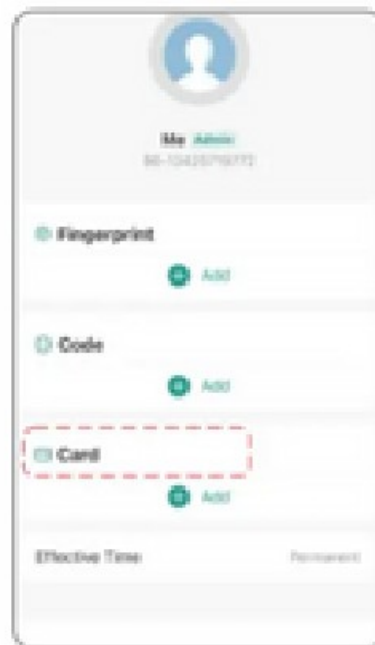 Me Admin
Fingerprint
Add
Code
Add
Card
Add
Effective Time Permanent